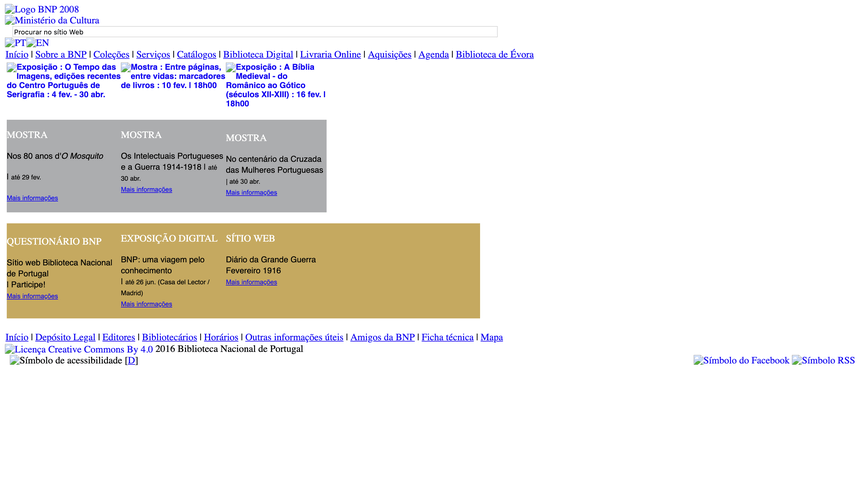 Logo BNP 2008
Ministério da Cultura
Procurar no sítio Web
PT EN
Início | Sobre a BNP | Coleções | Serviços | Catálogos | Biblioteca Digital | Livraria Online | Aquisições | Agenda | Biblioteca de Évora
Exposição : O Tempo das
Imagens, edições recentes
do Centro Português de
Serigrafia : 4 fev. - 30 abr.
Mostra : Entre páginas,
entre vidas: marcadores
de livros : 10 fev. | 18h00
Exposição : A Bíblia
Medieval - do
Românico ao Gótico
(séculos XII-XIII) : 16 fev. |
18h00
MOSTRA
Nos 80 anos d'O Mosquito
| até 29 fev.
Mais informações
MOSTRA
Os Intelectuais Portugueses
e a Guerra 1914-1918 | até
30 abr.
Mais informações
MOSTRA
No centenário da Cruzada
das Mulheres Portuguesas
| até 30 abr.
Mais informações
QUESTIONÁRIO BNP
Sítio web Biblioteca Nacional
de Portugal
| Participe!
Mais informações
EXPOSIÇÃO DIGITAL
BNP: uma viagem pelo
conhecimento
| até 26 jun. (Casa del Lector /
Madrid)
Mais informações
SÍTIO WEB
Diário da Grande Guerra
Fevereiro 1916
Mais informações
Início | Depósito Legal | Editores | Bibliotecários | Horários | Outras informações úteis | Amigos da BNP | Ficha técnica | Mapa
Licença Creative Commons By 4.0 2016 Biblioteca Nacional de Portugal
Símbolo de acessibilidade [D]
Símbolo do Facebook Símbolo RSS